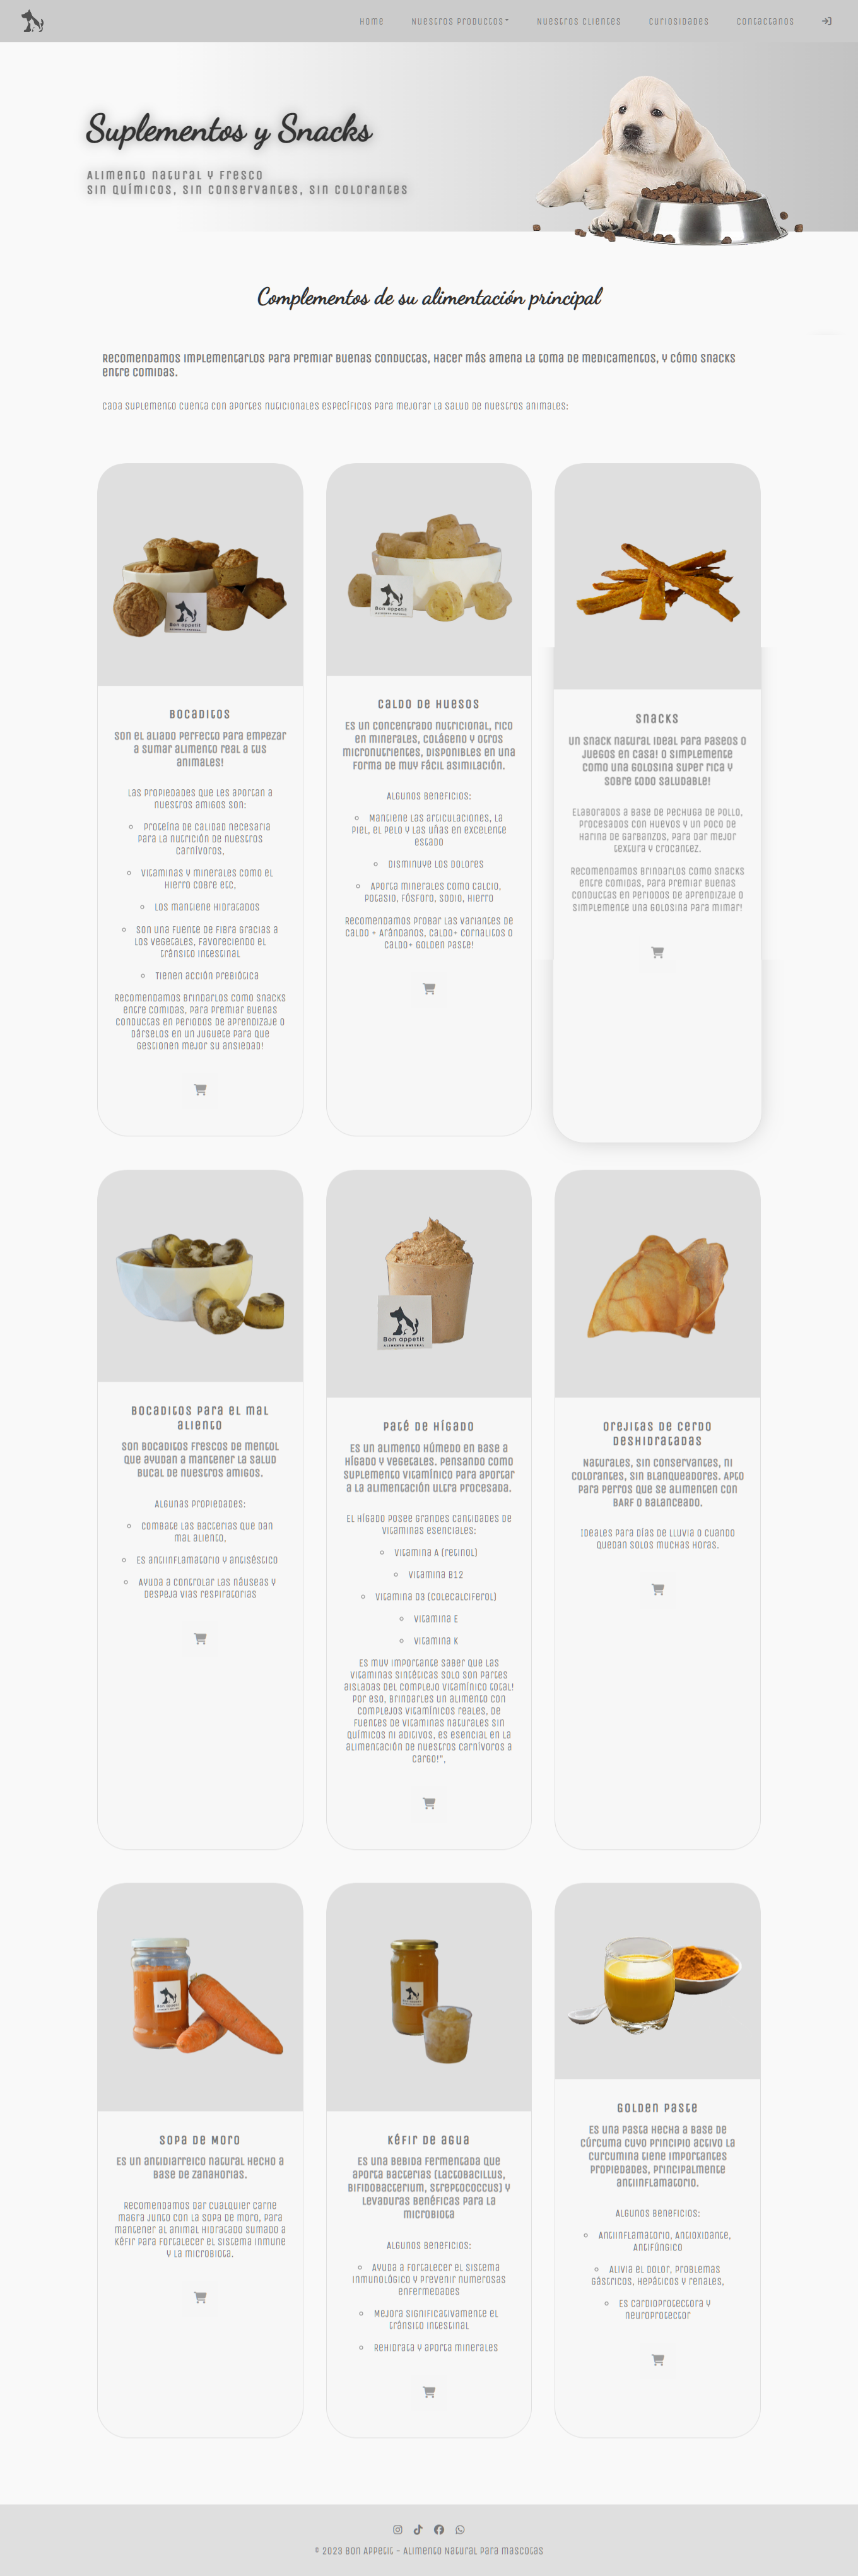 Home Nuestros Productos Nuestros Clientes Curiosidades Contactanos
Suplementos y Snacks
Alimento natural y fresco
Sin químicos, sin conservantes, sin colorantes
Complementos de su alimentación principal
Recomendamos implementarlos para premiar buenas conductas, hacer más amena la toma de medicamentos, y cómo snacks
entre comidas.
Cada suplemento cuenta con aportes nuticionales específicos para mejorar la salud de nuestros animales:
Bon appetit
ALIMENTO NATURAL
Bocaditos
Son el aliado perfecto para empezar
a sumar alimento real a tus
animales!
Las propiedades que les aportan a
nuestros amigos son:
Proteína de calidad necesaria
para la nutrición de nuestros
carnívoros,
Vitaminas y minerales como el
hierro cobre etc,
Los mantiene hidratados
Son una fuente de fibra gracias a
los vegetales, favoreciendo el
tránsito intestinal
Tienen acción prebiótica
Recomendamos brindarlos como snacks
entre comidas, para premiar buenas
conductas en periodos de aprendizaje o
dárselos en un juguete para que
gestionen mejor su ansiedad!
Bon appetit
ALIMENTO NATURAL
Caldo de Huesos
Es un concentrado nutricional, rico
en minerales, colágeno y otros
micronutrientes, disponibles en una
forma de muy fácil asimilación.
Algunos beneficios:
Mantiene las articulaciones, la
piel, el pelo y las uñas en excelente
estado
Disminuye los dolores
Aporta minerales como calcio,
potasio, fósforo, sodio, hierro
Recomendamos probar las variantes de
caldo + Arándanos, caldo+ cornalitos o
caldo+ golden paste!
Snacks
Un snack natural ideal para paseos o
juegos en casa! O simplemente
como una golosina super rica y
sobre todo saludable!
Elaborados a base de pechuga de pollo,
procesados con huevos y un poco de
harina de garbanzos, para dar mejor
textura y crocantez.
Recomendamos brindarlos como snacks
entre comidas, para premiar buenas
conductas en periodos de aprendizaje o
simplemente una golosina para mimar!
Bocaditos para el mal
aliento
Son bocaditos frescos de mentol
que ayudan a mantener la salud
bucal de nuestros amigos.
Algunas propiedades:
Combate las bacterias que dan
mal aliento,
Es antiinflamatorio y antiséstico
Ayuda a controlar las náuseas y
despeja vias respiratorias
Bon appetit
ALIMENTO NATURAL
Paté de hígado
Es un alimento húmedo en base a
hígado y vegetales. Pensando como
suplemento vitamínico para aportar
a la alimentación ultra procesada.
El hígado posee grandes cantidades de
vitaminas esenciales:
Vitamina A (retinol)
Vitamina B12
Vitamina D3 (colecalciferol)
Vitamina E
Vitamina K
Es muy importante saber que las
vitaminas sintéticas solo son partes
aisladas del complejo vitamínico total!
Por eso, brindarles un alimento con
complejos vitamínicos reales, de
fuentes de vitaminas naturales sin
químicos ni aditivos, es esencial en la
alimentación de nuestros carnívoros a
cargo!",
Orejitas de cerdo
deshidratadas
Naturales, sin conservantes, ni
colorantes, sin blanqueadores. Apto
para perros que se alimenten con
BARF o balanceado.
Ideales para días de lluvia o cuando
quedan solos muchas horas.
Bon appetit
Sopa de Moro
Es un antidiarreico natural hecho a
base de zanahorias.
Recomendamos dar cualquier carne
magra junto con la sopa de moro, para
mantener al animal hidratado sumado a
kéfir para fortalecer el sistema inmune
y la microbiota.
Bon appetit
Kéfir de agua
Es una bebida fermentada que
aporta bacterias (Lactobacillus,
Bifidobacterium, Streptococcus) y
levaduras benéficas para la
microbiota
Algunos beneficios:
Ayuda a fortalecer el sistema
inmunológico y prevenir numerosas
enfermedades
Mejora significativamente el
tránsito intestinal
Rehidrata y aporta minerales
Golden Paste
Es una pasta hecha a base de
cúrcuma cuyo principio activo la
curcumina tiene importantes
propiedades, principalmente
antiinflamatorio.
Algunos beneficios:
Antiinflamatorio, antioxidante,
antifúngico
Alivia el dolor, problemas
gástricos, hepáticos y renales,
Es cardioprotectora y
neuroprotector
© 2023 Bon Appetit - Alimento Natural para mascotas